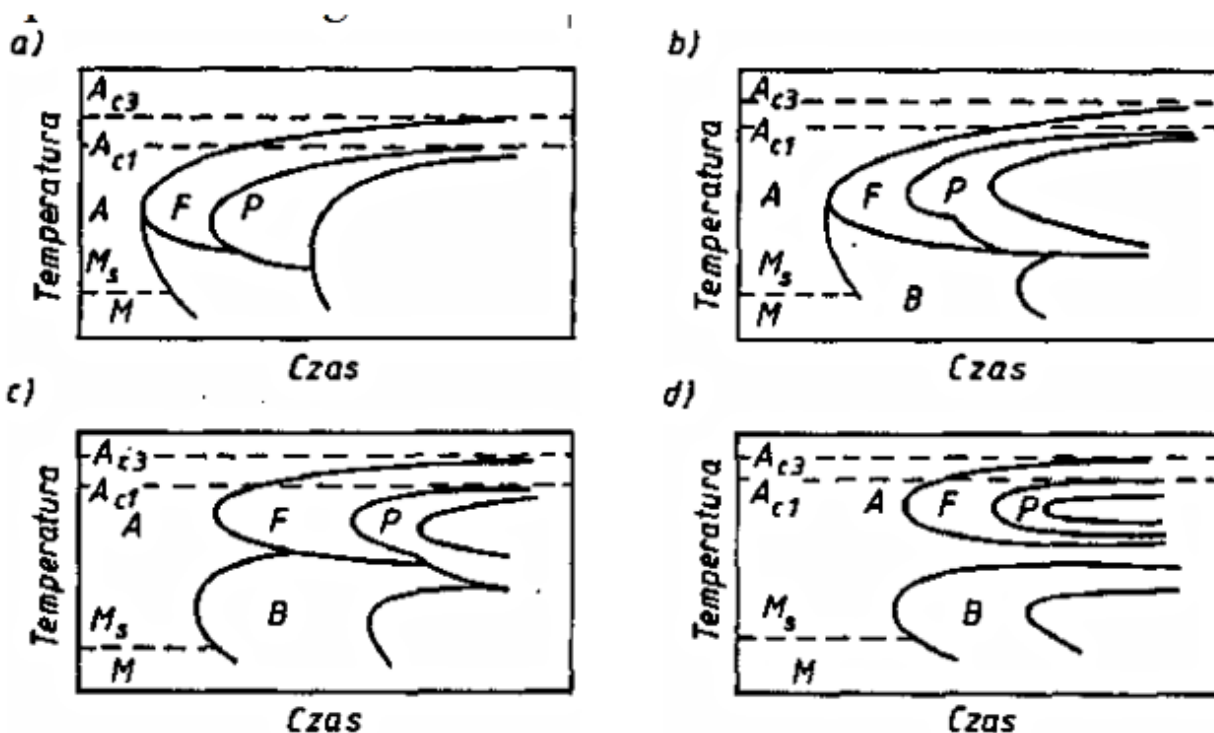 a)
A_c3
A_c1
A
F
P
M_s
M
Temperatura
Czas
b)
A_c3
A_c1
A
F
P
M_s
M
B
Temperatura
Czas
c)
A_c3
A_c1
A
F
P
M_s
M
B
Temperatura
Czas
d)
A_c3
A_c1
A
F
P
M_s
M
B
Temperatura
Czas